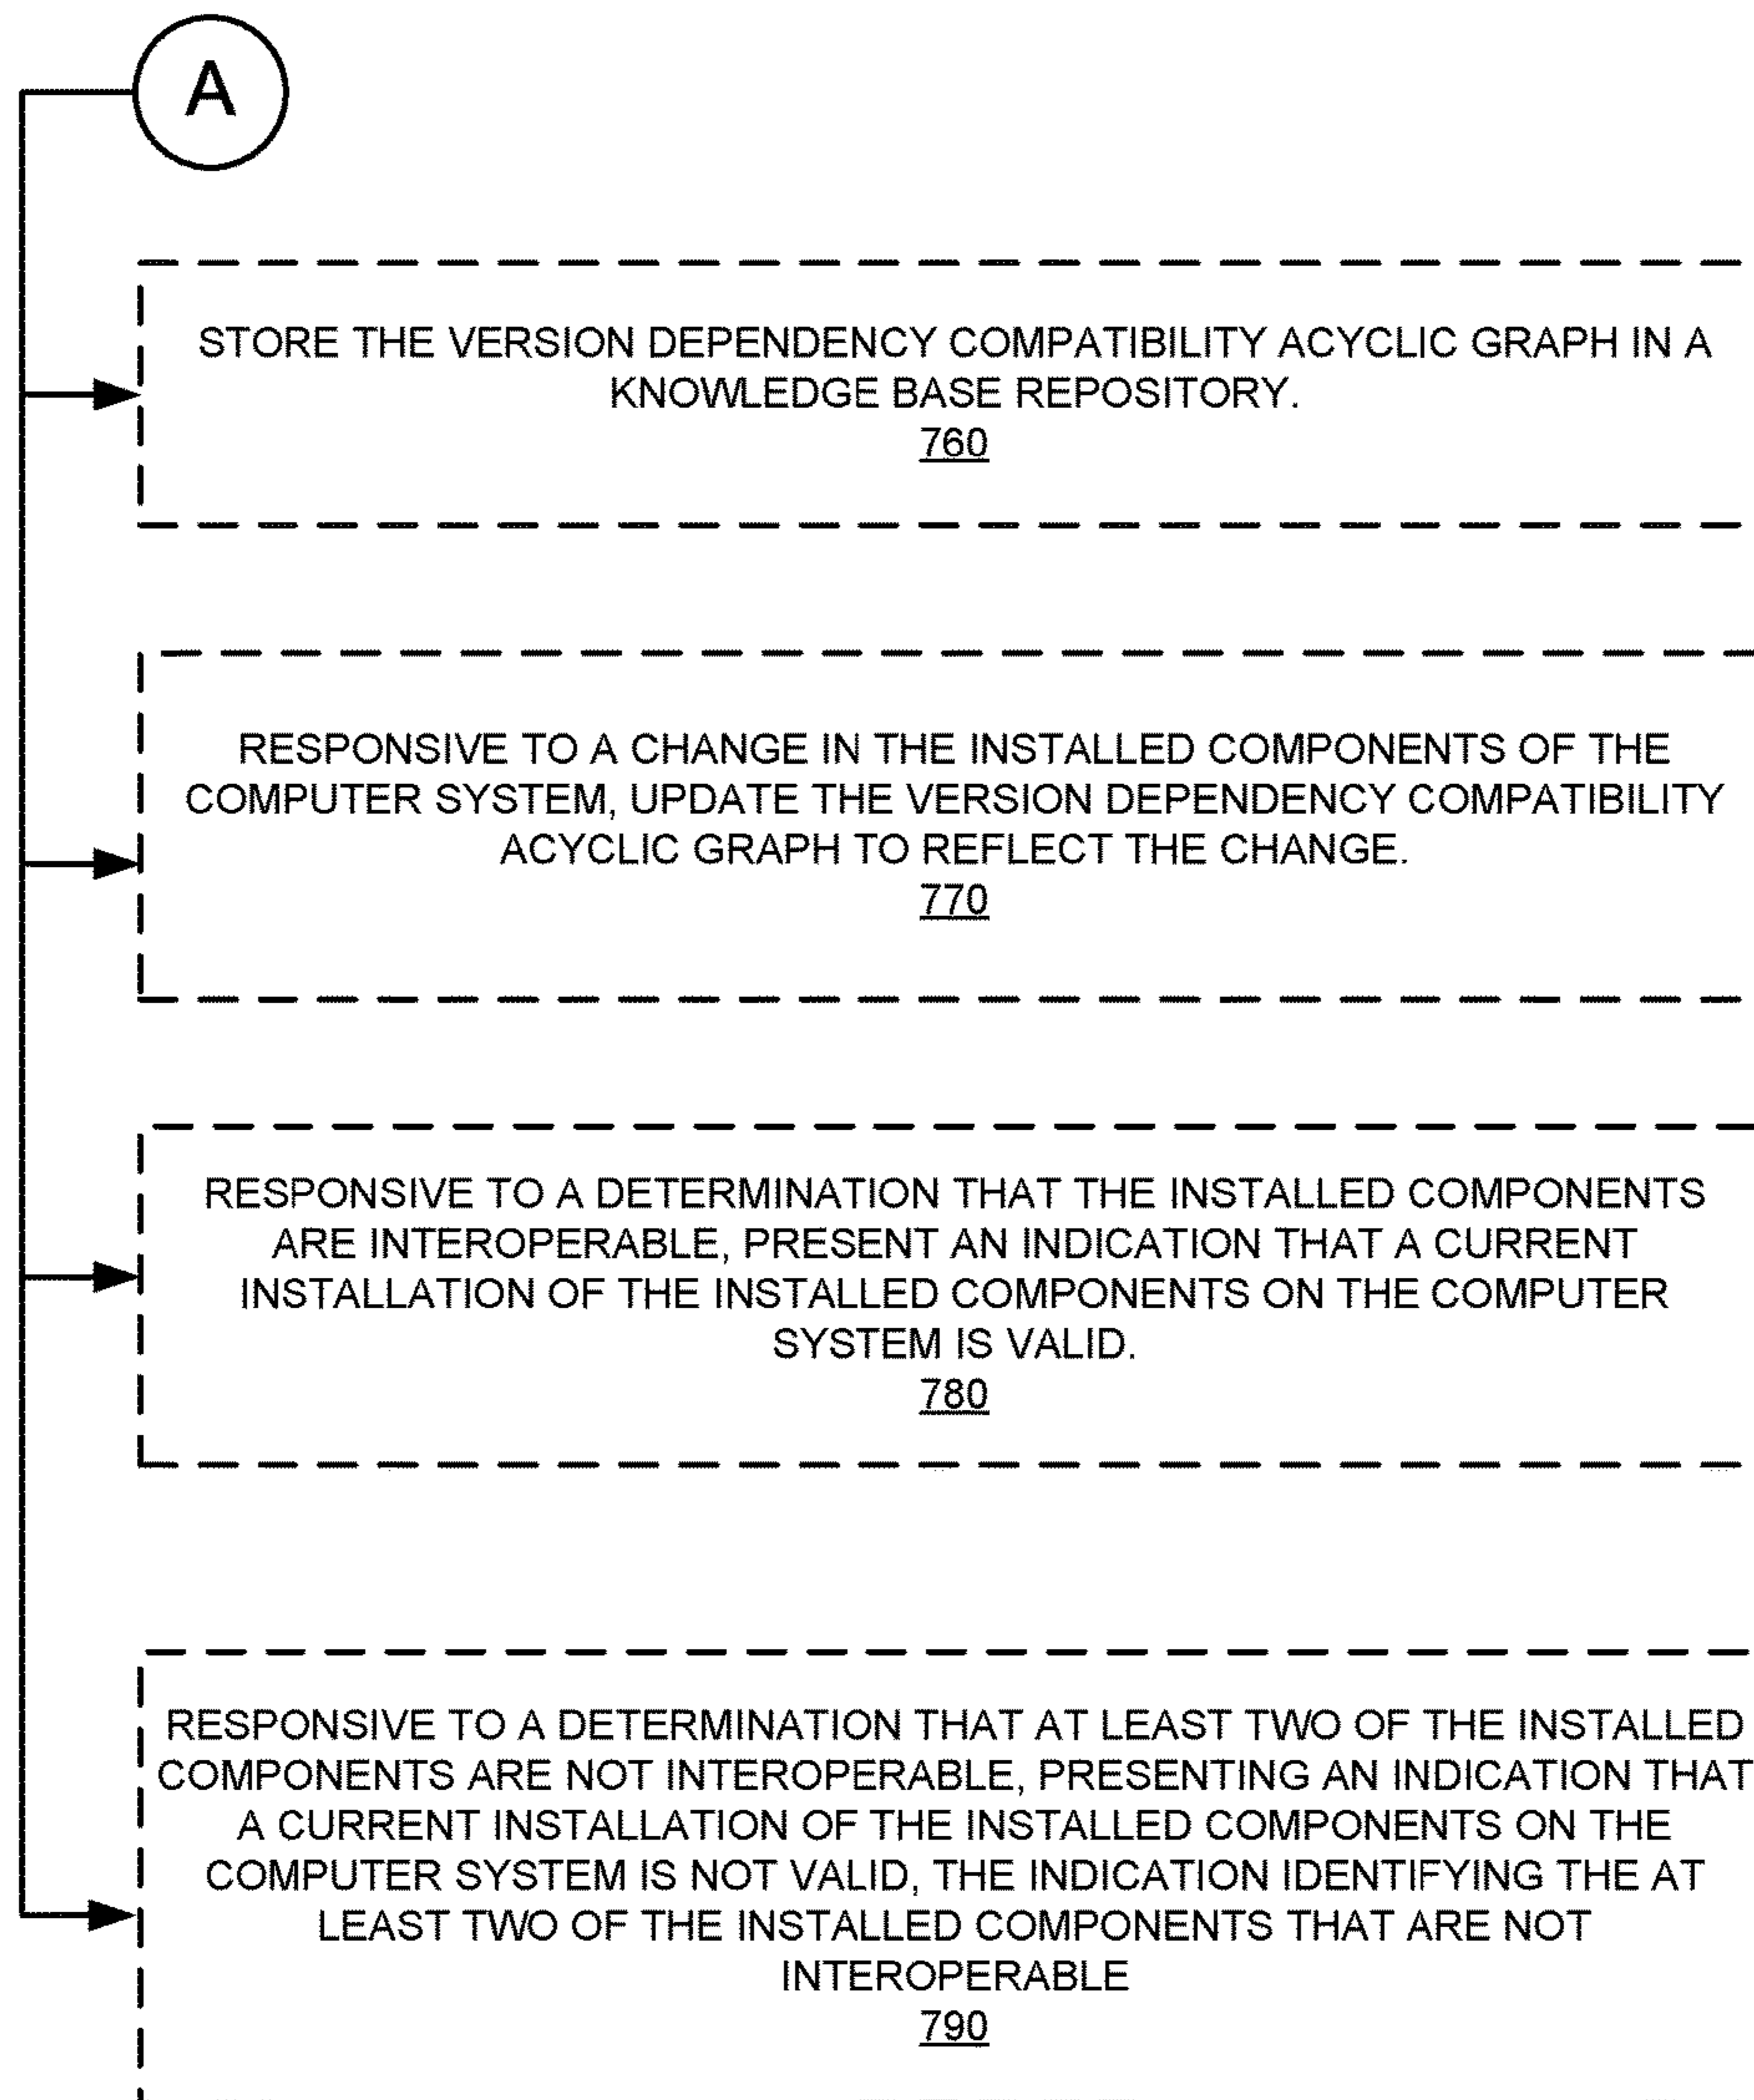 A
STORE THE VERSION DEPENDENCY COMPATIBILITY ACYCLIC GRAPH IN A
KNOWLEDGE BASE REPOSITORY.
760
RESPONSIVE TO A CHANGE IN THE INSTALLED COMPONENTS OF THE
COMPUTER SYSTEM, UPDATE THE VERSION DEPENDENCY COMPATIBILITY
ACYCLIC GRAPH TO REFLECT THE CHANGE.
770
RESPONSIVE TO A DETERMINATION THAT THE INSTALLED COMPONENTS
ARE INTEROPERABLE, PRESENT AN INDICATION THAT A CURRENT
INSTALLATION OF THE INSTALLED COMPONENTS ON THE COMPUTER
SYSTEM IS VALID.
780
RESPONSIVE TO A DETERMINATION THAT AT LEAST TWO OF THE INSTALLED
COMPONENTS ARE NOT INTEROPERABLE, PRESENTING AN INDICATION THAT
A CURRENT INSTALLATION OF THE INSTALLED COMPONENTS ON THE
COMPUTER SYSTEM IS NOT VALID, THE INDICATION IDENTIFYING THE AT
LEAST TWO OF THE INSTALLED COMPONENTS THAT ARE NOT
INTEROPERABLE
790